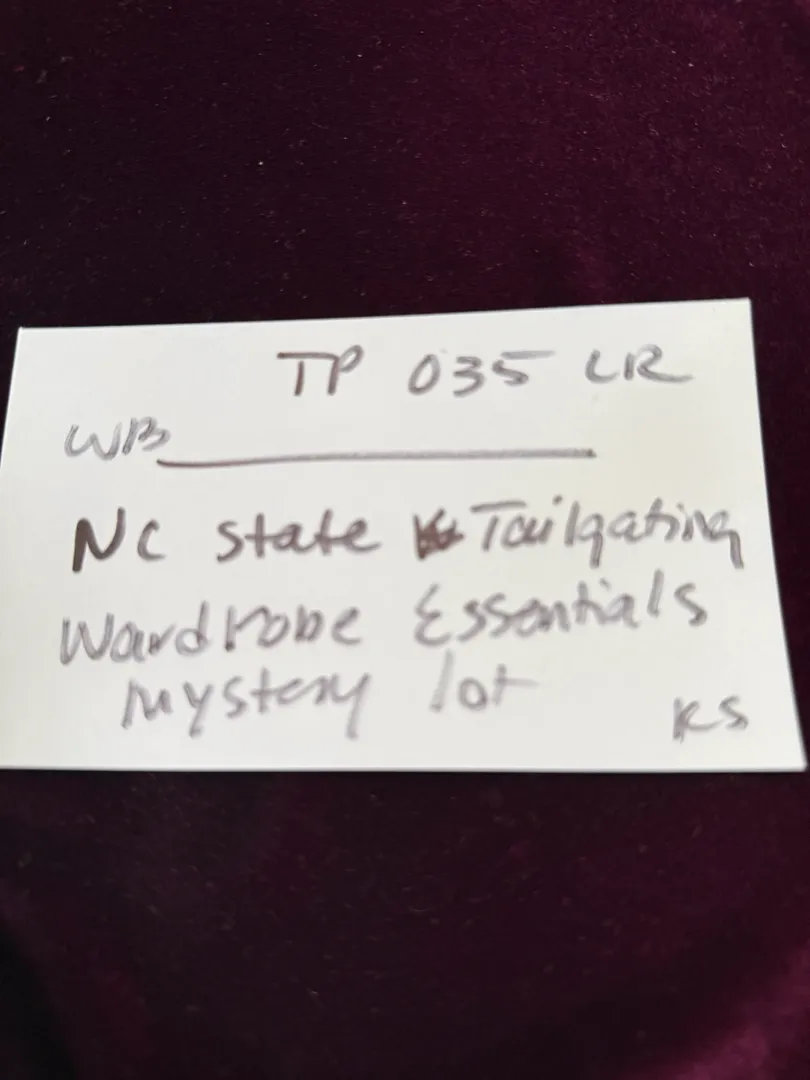 TP 035 LR
WB
NC state Tailgating
Wardrobe Essentials
mystery lot
KS